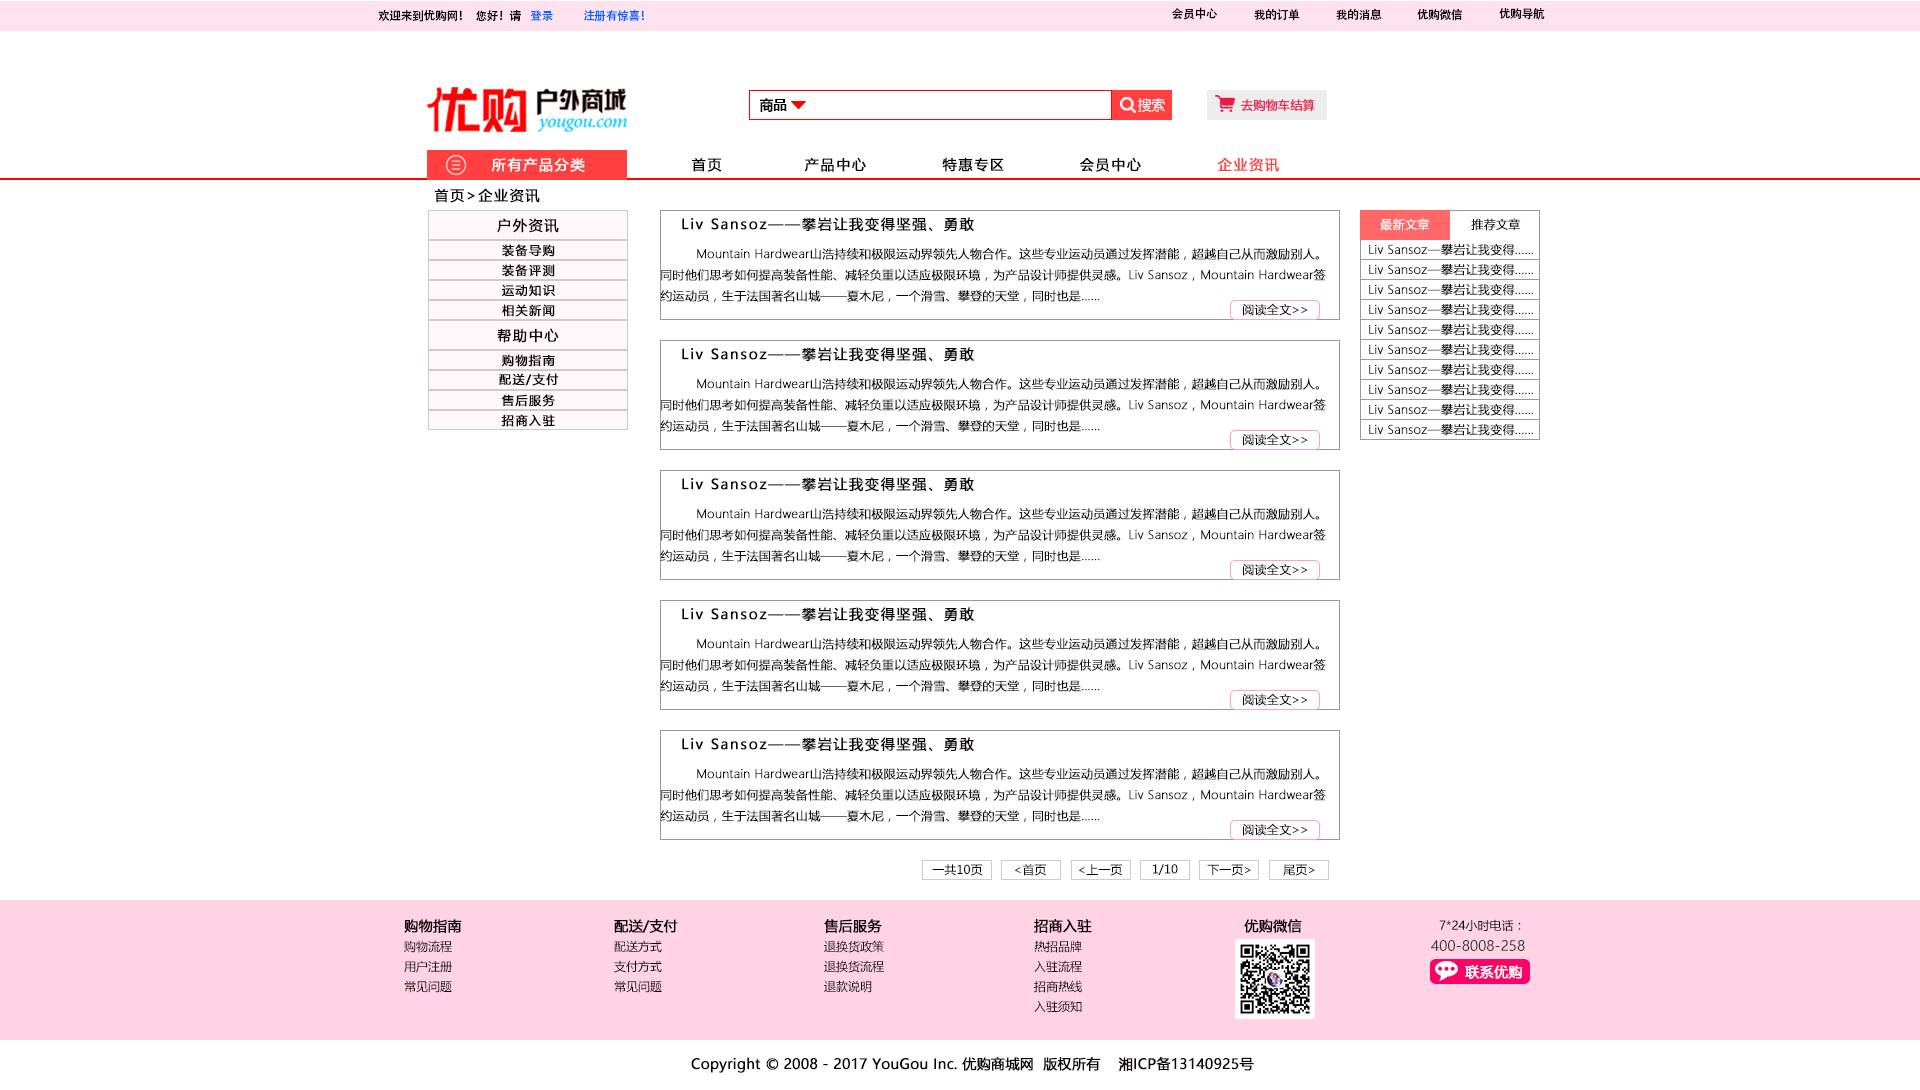 欢迎来到优购网! 您好! 请 登录 注册有惊喜! 会员中心 我的订单 我的消息 优购微信 优购导航
优购 户外商城
yougou.com
商品 搜索 去购物车结算
所有产品分类 首页 产品中心 特惠专区 会员中心 企业资讯
首页>企业资讯
户外资讯
装备导购
装备评测
运动知识
相关新闻
帮助中心
购物指南
配送/支付
售后服务
招商入驻
Liv Sansoz——攀岩让我变得坚强、勇敢
Mountain Hardwear山浩持续和极限运动界领先人物合作。这些专业运动员通过发挥潜能，超越自己从而激励别人。
同时他们思考如何提高装备性能、减轻负重以适应极限环境，为产品设计师提供灵感。Liv Sansoz，Mountain Hardwear签
约运动员，生于法国著名山城——夏木尼，一个滑雪、攀登的天堂，同时也是......
阅读全文>>
Liv Sansoz——攀岩让我变得坚强、勇敢
Mountain Hardwear山浩持续和极限运动界领先人物合作。这些专业运动员通过发挥潜能，超越自己从而激励别人。
同时他们思考如何提高装备性能、减轻负重以适应极限环境，为产品设计师提供灵感。Liv Sansoz，Mountain Hardwear签
约运动员，生于法国著名山城——夏木尼，一个滑雪、攀登的天堂，同时也是......
阅读全文>>
Liv Sansoz——攀岩让我变得坚强、勇敢
Mountain Hardwear山浩持续和极限运动界领先人物合作。这些专业运动员通过发挥潜能，超越自己从而激励别人。
同时他们思考如何提高装备性能、减轻负重以适应极限环境，为产品设计师提供灵感。Liv Sansoz，Mountain Hardwear签
约运动员，生于法国著名山城——夏木尼，一个滑雪、攀登的天堂，同时也是......
阅读全文>>
Liv Sansoz——攀岩让我变得坚强、勇敢
Mountain Hardwear山浩持续和极限运动界领先人物合作。这些专业运动员通过发挥潜能，超越自己从而激励别人。
同时他们思考如何提高装备性能、减轻负重以适应极限环境，为产品设计师提供灵感。Liv Sansoz，Mountain Hardwear签
约运动员，生于法国著名山城——夏木尼，一个滑雪、攀登的天堂，同时也是......
阅读全文>>
Liv Sansoz——攀岩让我变得坚强、勇敢
Mountain Hardwear山浩持续和极限运动界领先人物合作。这些专业运动员通过发挥潜能，超越自己从而激励别人。
同时他们思考如何提高装备性能、减轻负重以适应极限环境，为产品设计师提供灵感。Liv Sansoz，Mountain Hardwear签
约运动员，生于法国著名山城——夏木尼，一个滑雪、攀登的天堂，同时也是......
阅读全文>>
最新文章 推荐文章
Liv Sansoz—攀岩让我变得......
Liv Sansoz—攀岩让我变得......
Liv Sansoz—攀岩让我变得......
Liv Sansoz—攀岩让我变得......
Liv Sansoz—攀岩让我变得......
Liv Sansoz—攀岩让我变得......
Liv Sansoz—攀岩让我变得......
Liv Sansoz—攀岩让我变得......
Liv Sansoz—攀岩让我变得......
Liv Sansoz—攀岩让我变得......
一共10页 <首页 <上一页 1/10 下一页> 尾页>
购物指南
购物流程
用户注册
常见问题
配送/支付
配送方式
支付方式
常见问题
售后服务
退换货政策
退换货流程
退款说明
招商入驻
热招品牌
入驻流程
招商热线
入驻须知
优购微信
7*24小时电话：
400-8008-258
联系优购
Copyright © 2008 - 2017 YouGou Inc. 优购商城网 版权所有 湘ICP备13140925号